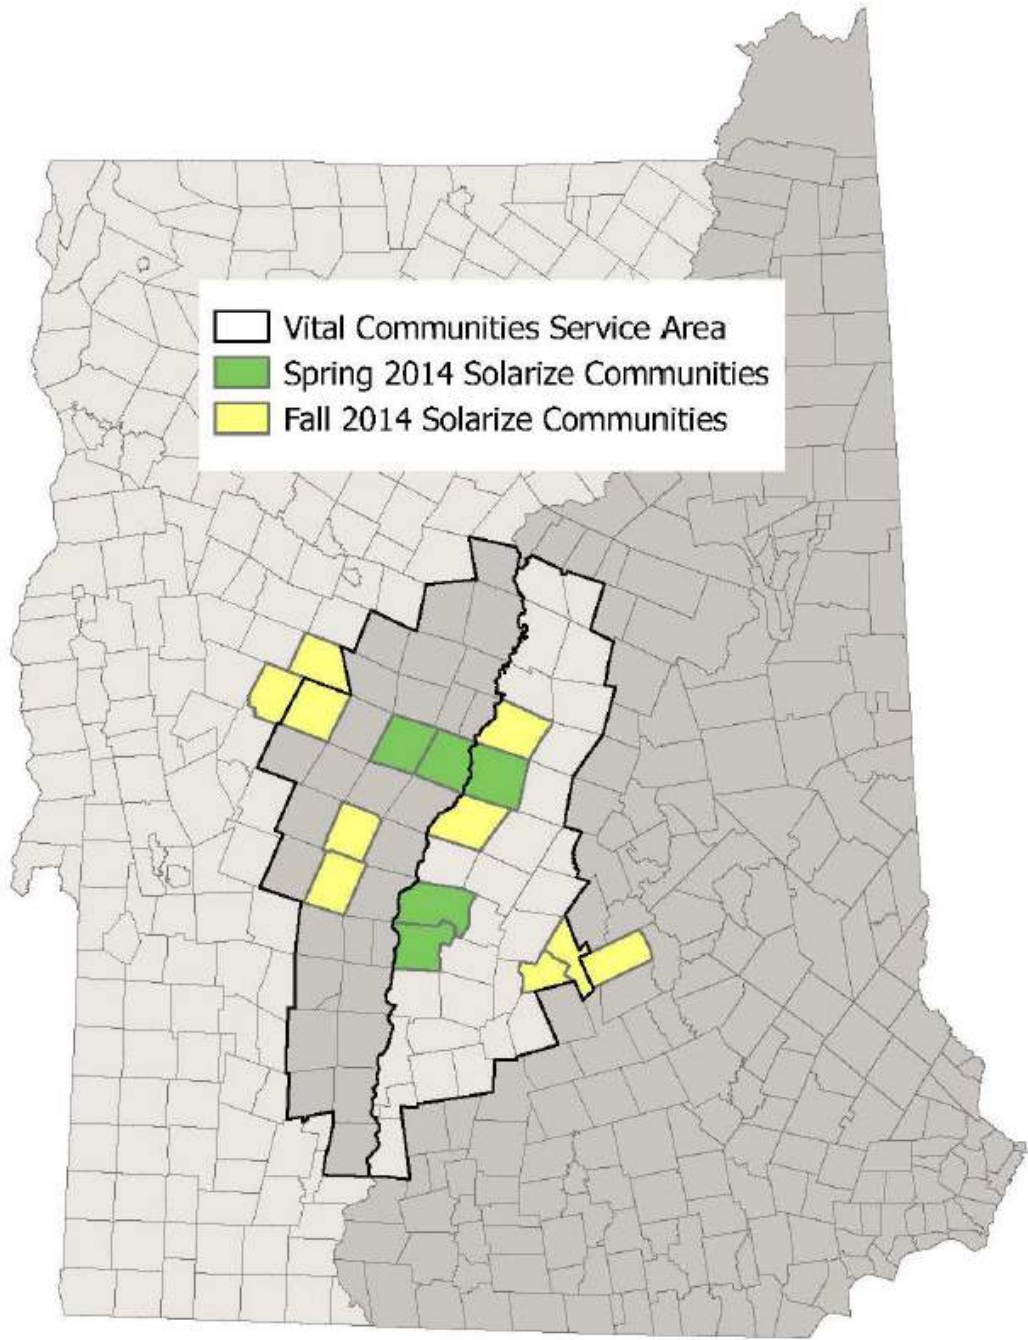 Vital Communities Service Area
Spring 2014 Solarize Communities
Fall 2014 Solarize Communities